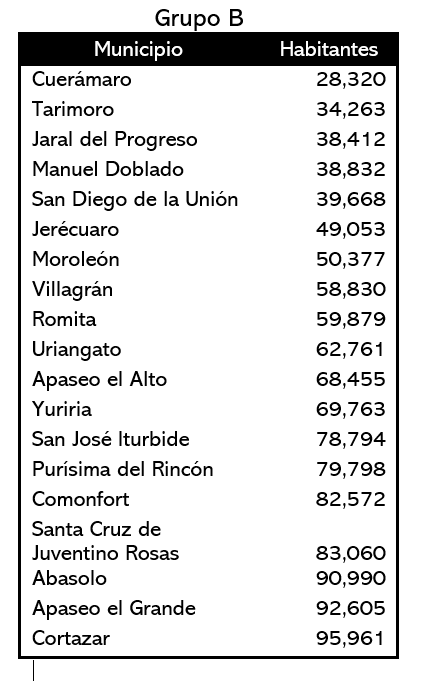 Grupo B
Municipio Habitantes
Cuerámaro 28,320
Tarimoro 34,263
Jaral del Progreso 38,412
Manuel Doblado 38,832
San Diego de la Unión 39,668
Jerécuaro 49,053
Moroleón 50,377
Villagrán 58,830
Romita 59,879
Uriangato 62,761
Apaseo el Alto 68,455
Yuriria 69,763
San José Iturbide 78,794
Purísima del Rincón 79,798
Comonfort 82,572
Santa Cruz de
Juventino Rosas 83,060
Abasolo 90,990
Apaseo el Grande 92,605
Cortazar 95,961